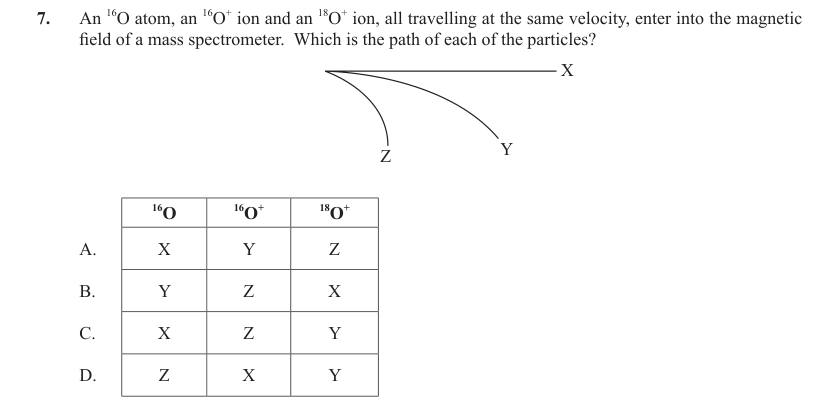 7. An ¹⁶O atom, an ¹⁶O⁺ ion and an ¹⁸O⁺ ion, all travelling at the same velocity, enter into the magnetic
field of a mass spectrometer. Which is the path of each of the particles?
X
Y
Z
¹⁶O ¹⁶O⁺ ¹⁸O⁺
A. X Y Z
B. Y Z X
C. X Z Y
D. Z X Y